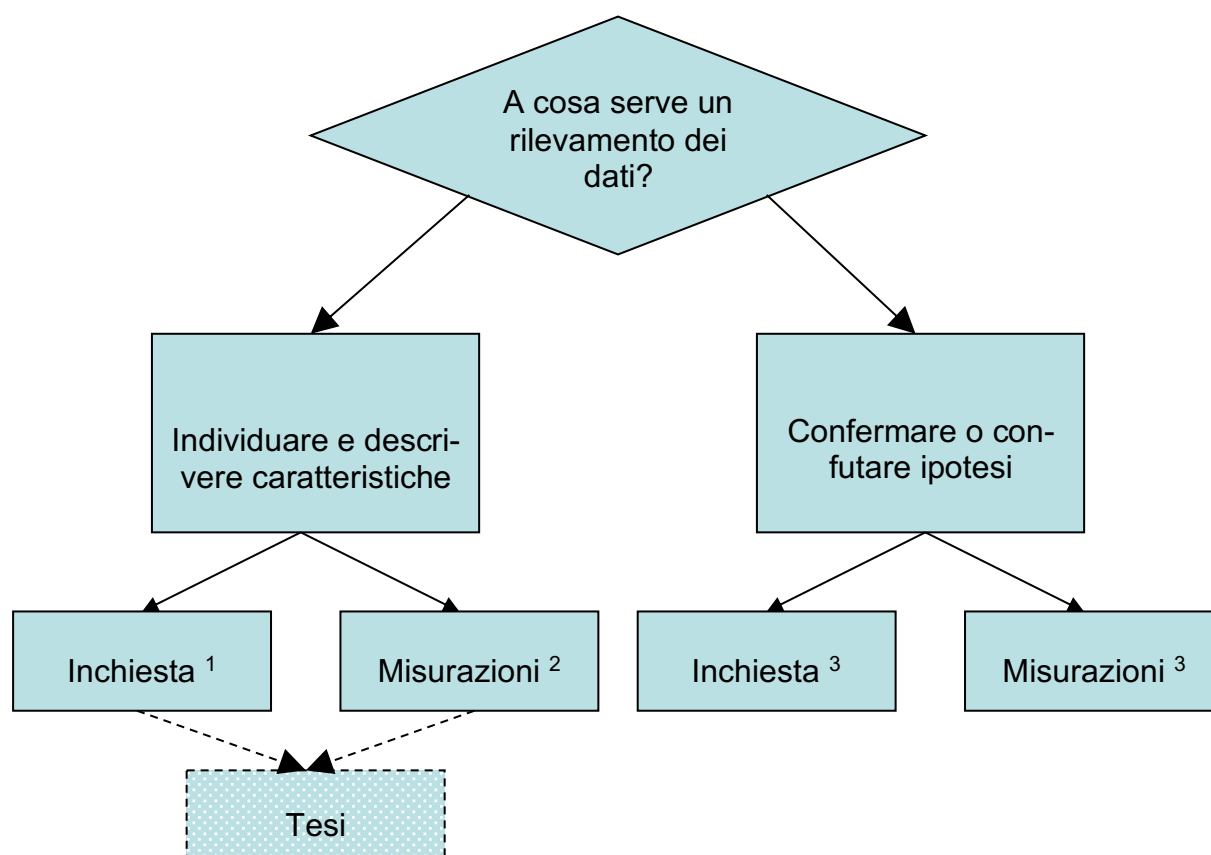 A cosa serve un
rilevamento dei
dati?
Individuare e descri-
vere caratteristiche
Confermare o con-
futare ipotesi
Inchiesta ¹
Misurazioni ²
Inchiesta ³
Misurazioni ³
Tesi